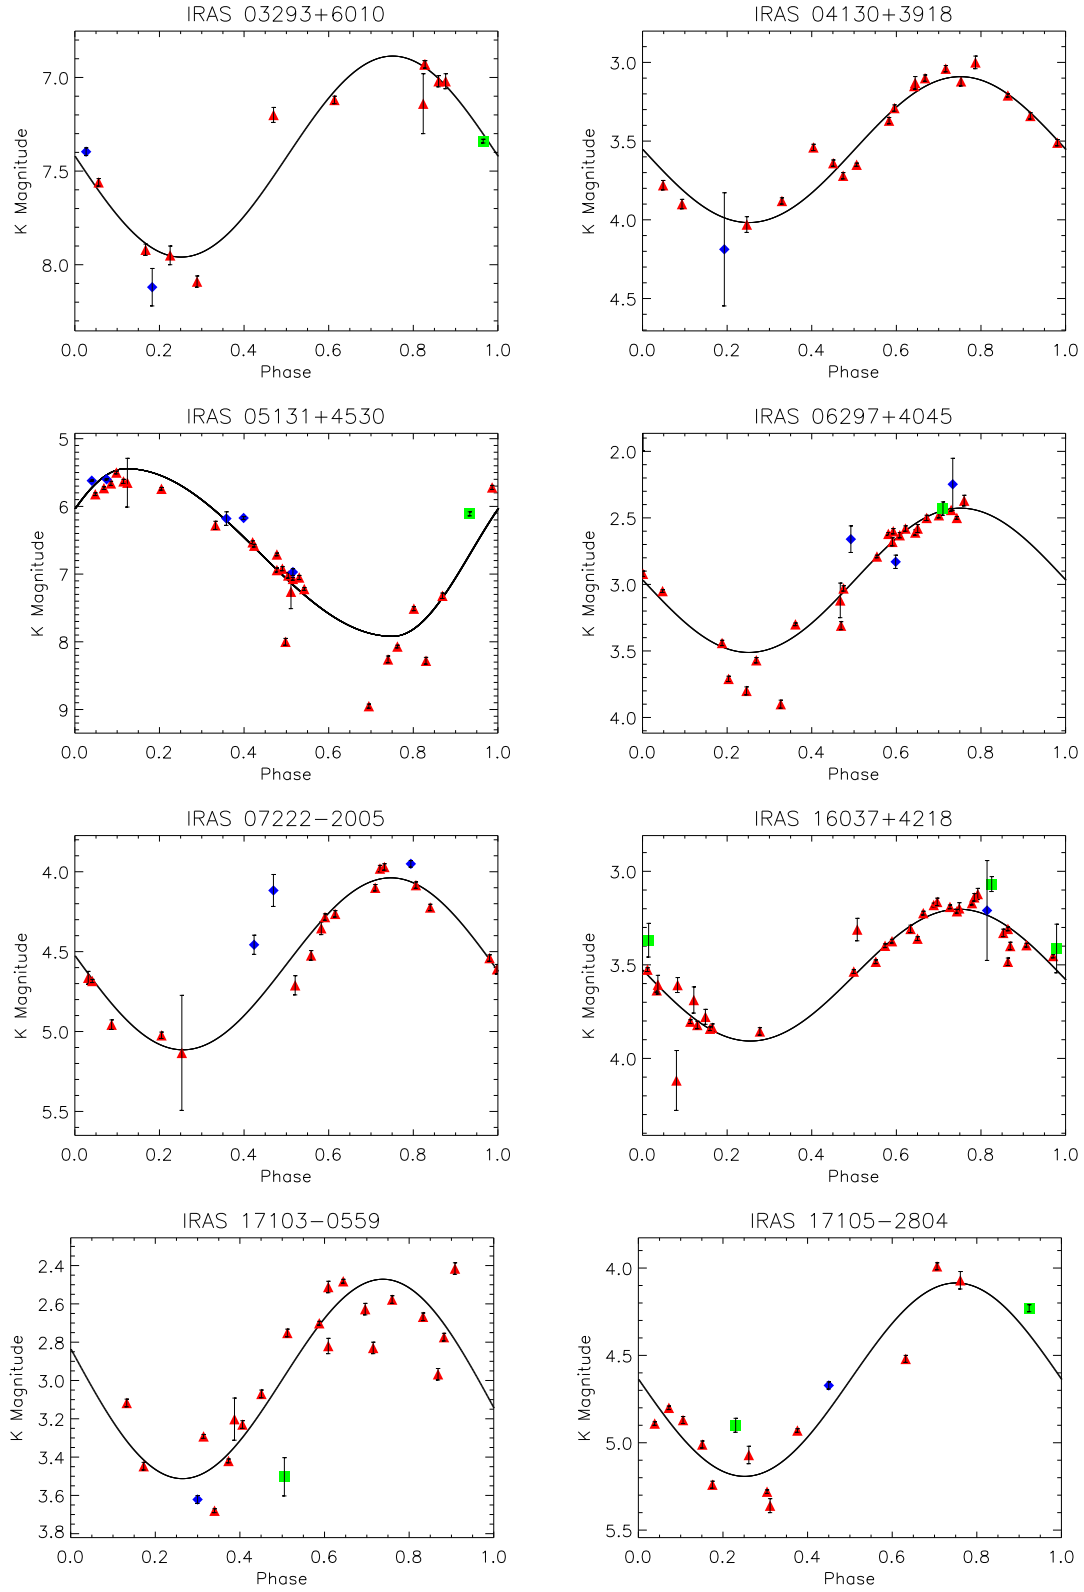 IRAS 03293+6010
IRAS 04130+3918
7.0
7.5
8.0
K Magnitude
0.0 0.2 0.4 0.6 0.8 1.0
Phase
3.0
3.5
4.0
4.5
K Magnitude
0.0 0.2 0.4 0.6 0.8 1.0
Phase
IRAS 05131+4530
IRAS 06297+4045
5
6
7
8
9
K Magnitude
0.0 0.2 0.4 0.6 0.8 1.0
Phase
2.0
2.5
3.0
3.5
4.0
K Magnitude
0.0 0.2 0.4 0.6 0.8 1.0
Phase
IRAS 07222−2005
IRAS 16037+4218
4.0
4.5
5.0
5.5
K Magnitude
0.0 0.2 0.4 0.6 0.8 1.0
Phase
3.0
3.5
4.0
K Magnitude
0.0 0.2 0.4 0.6 0.8 1.0
Phase
IRAS 17103−0559
IRAS 17105−2804
2.4
2.6
2.8
3.0
3.2
3.4
3.6
3.8
K Magnitude
0.0 0.2 0.4 0.6 0.8 1.0
Phase
4.0
4.5
5.0
5.5
K Magnitude
0.0 0.2 0.4 0.6 0.8 1.0
Phase